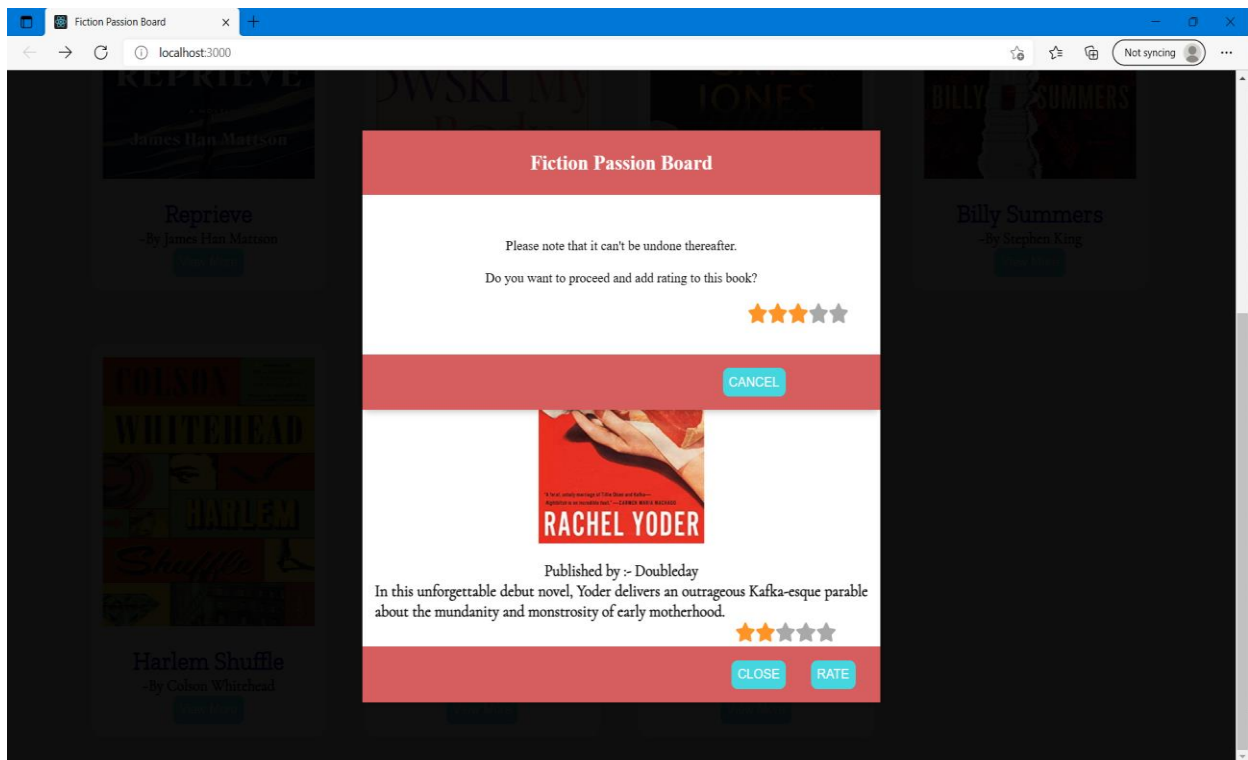 Fiction Passion Board
localhost:3000
Not syncing
REPRIEVE
James Han Mattson
OWSKI My
JONES
BILLY SUMMERS
Fiction Passion Board
Reprieve
-By James Han Mattson
Billy Summers
-By Stephen King
Please note that it can't be undone thereafter.
Do you want to proceed and add rating to this book?
CANCEL
COLSON
WHITEHEAD
HARLEM
Shuffle
RACHEL YODER
Published by :- Doubleday
In this unforgettable debut novel, Yoder delivers an outrageous Kafka-esque parable
about the mundanity and monstrosity of early motherhood.
Harlem Shuffle
-By Colson Whitehead
CLOSE
RATE